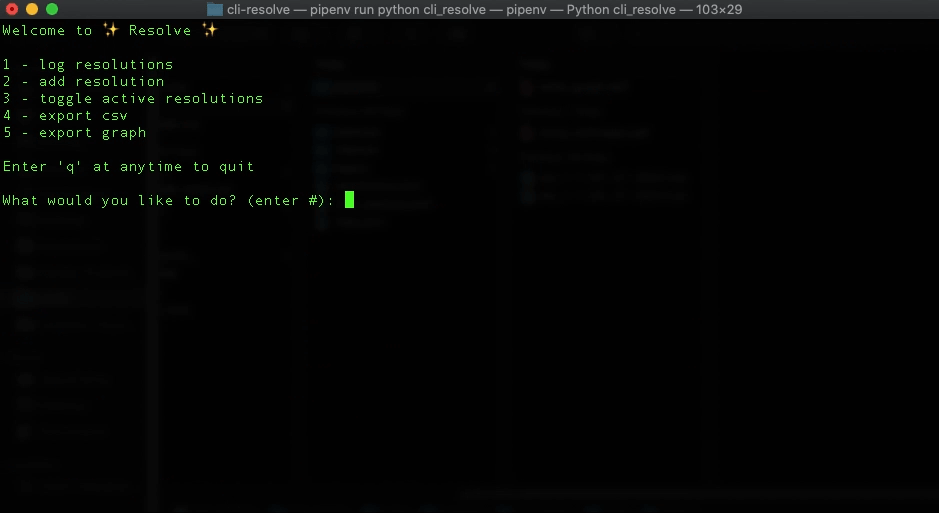 cli-resolve — pipenv run python cli_resolve — pipenv — Python cli_resolve — 103×29
Welcome to ✨ Resolve ✨
1 - log resolutions
2 - add resolution
3 - toggle active resolutions
4 - export csv
5 - export graph
Enter 'q' at anytime to quit
What would you like to do? (enter #):